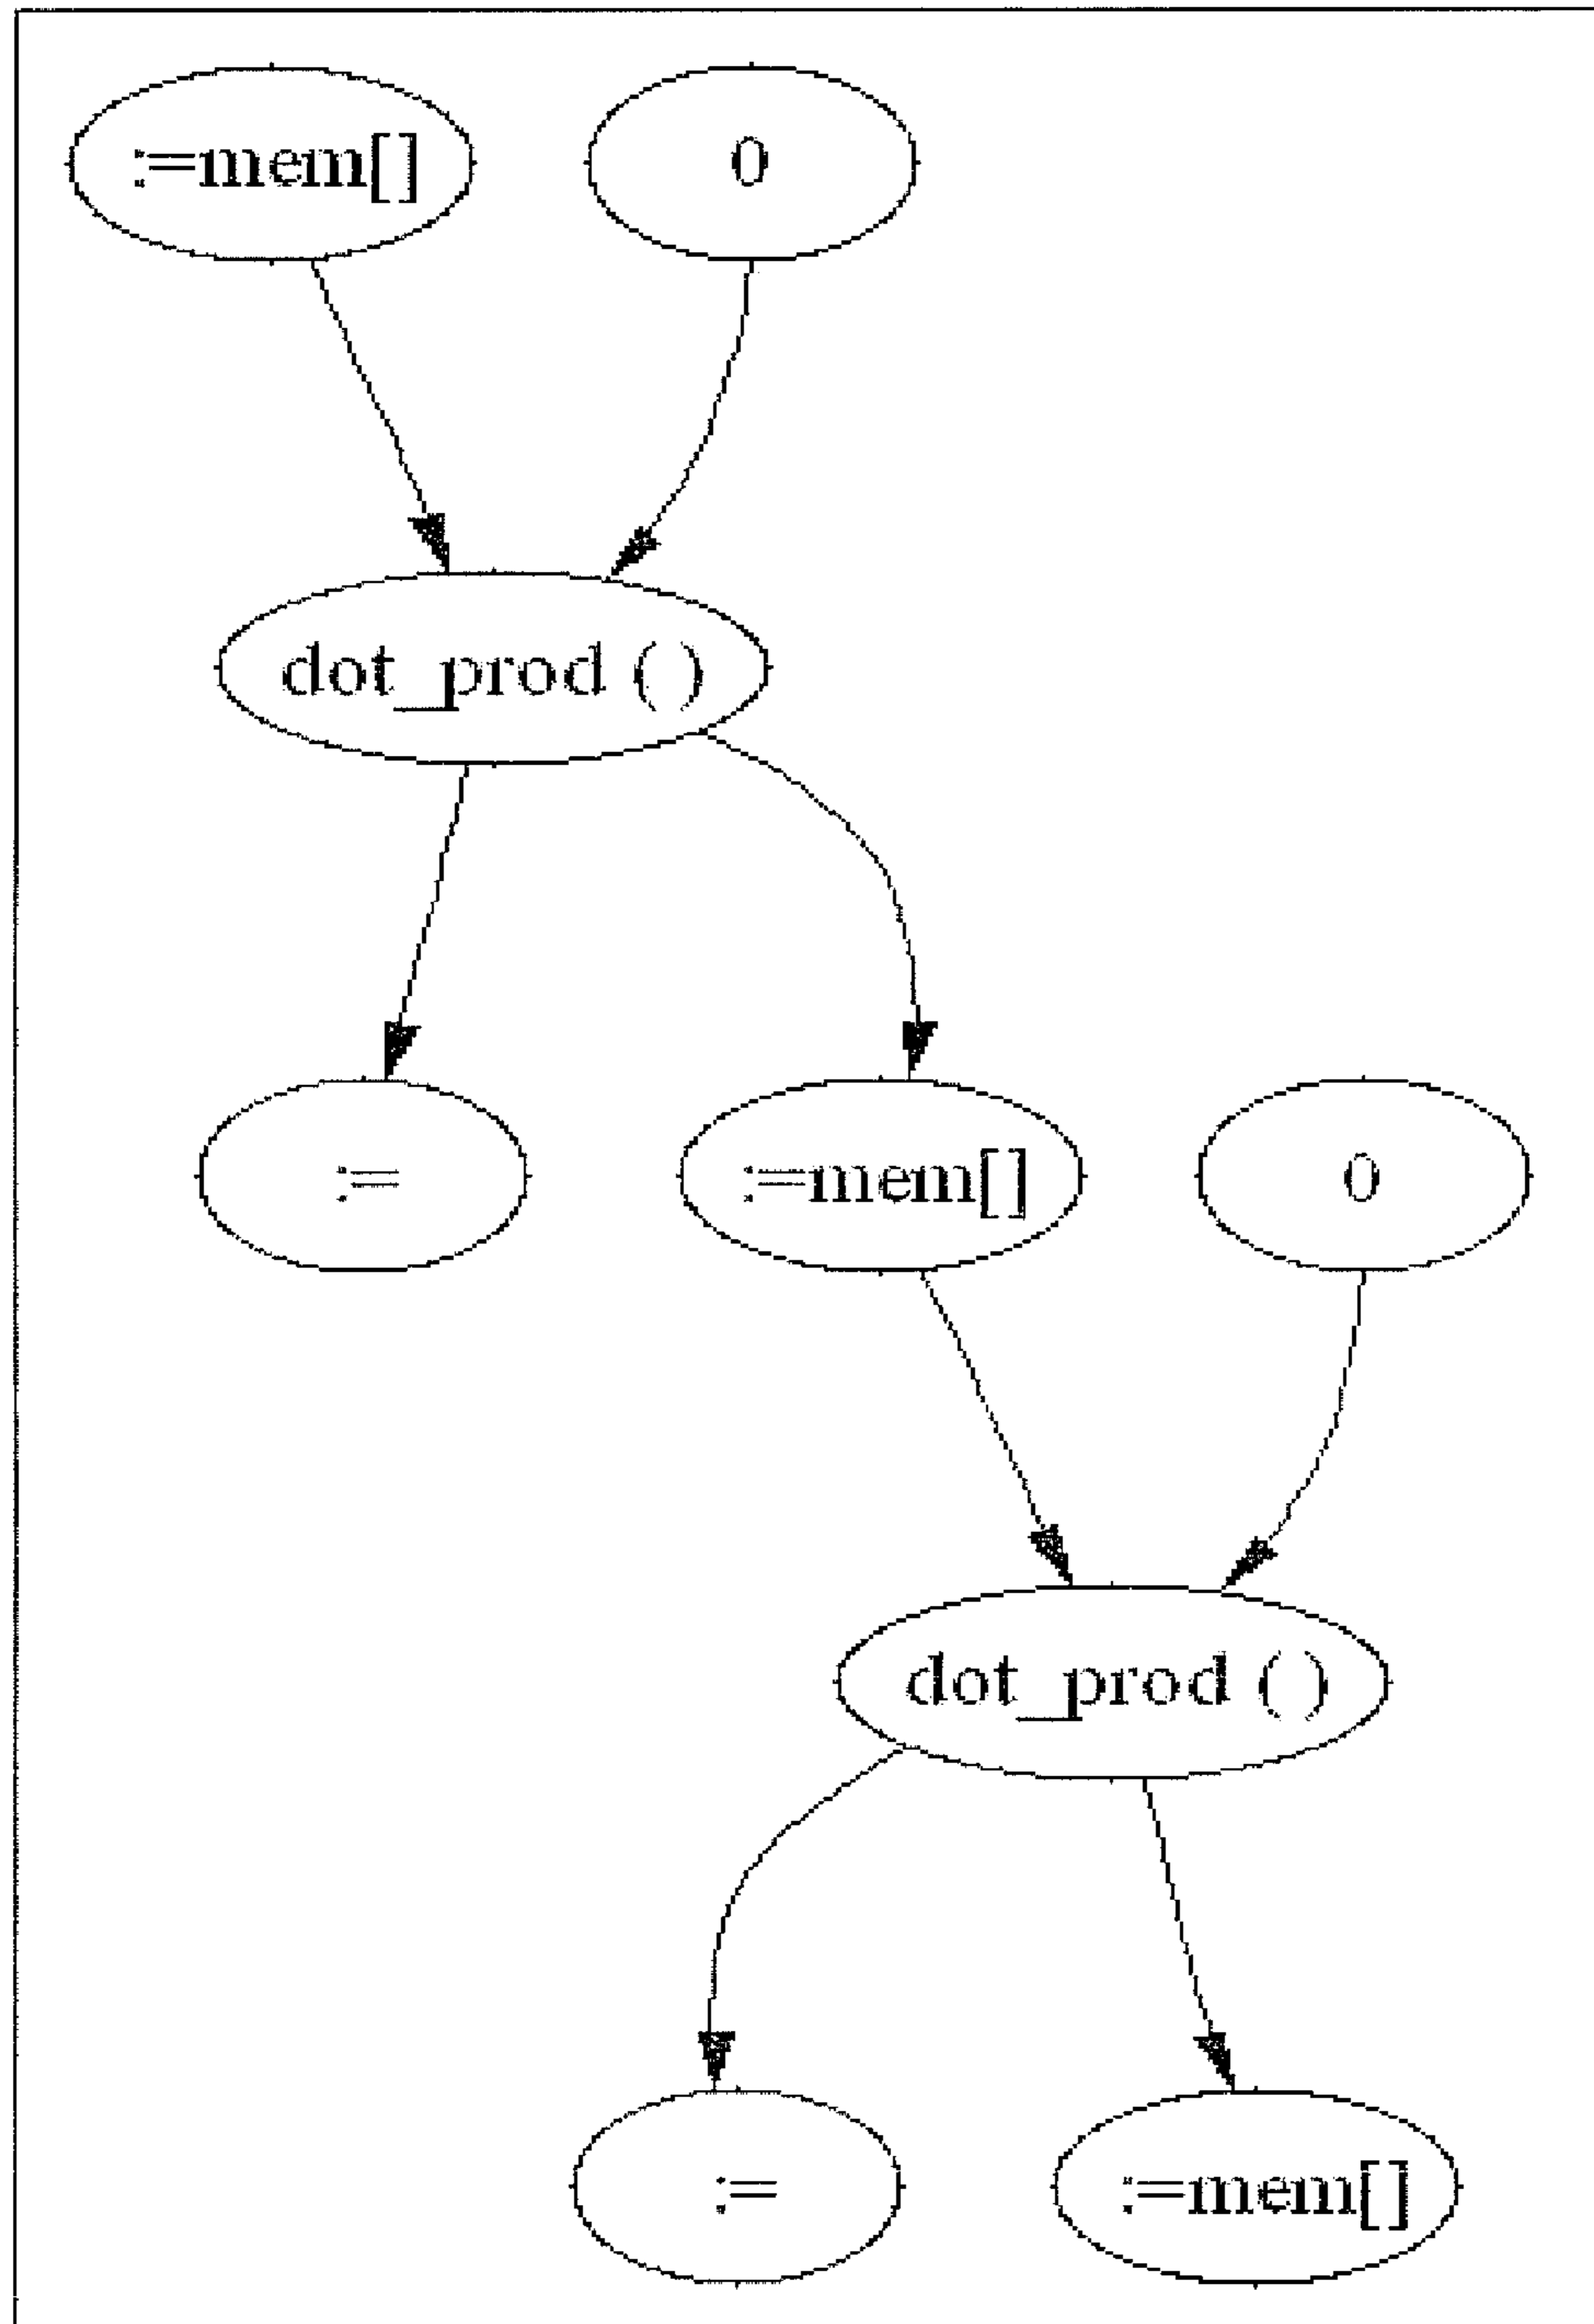 :=mem[] 0
dot_prod ( )
:= :=mem[] 0
dot_prod ( )
:= :=mem[]